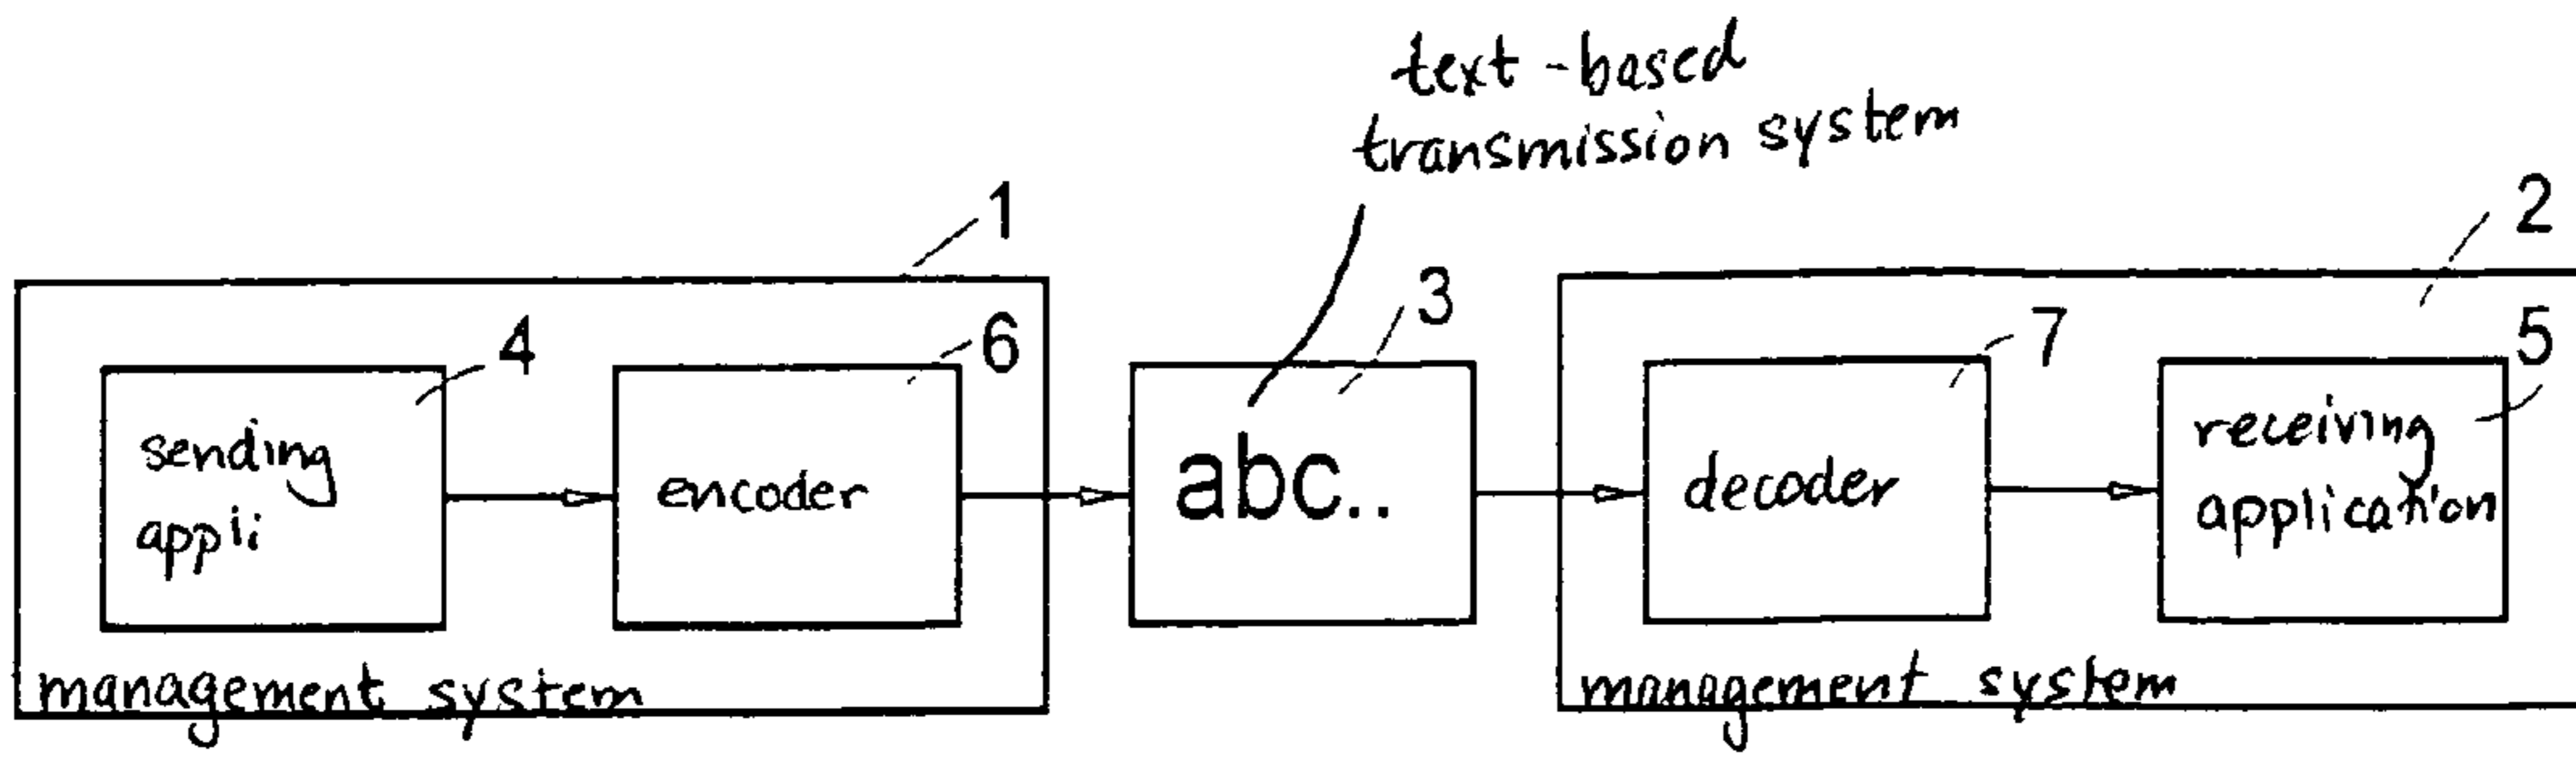 text-based
transmission system
1
2
3
4
6
7
5
sending
appli
encoder
abc..
decoder
receiving
application
management system
management system